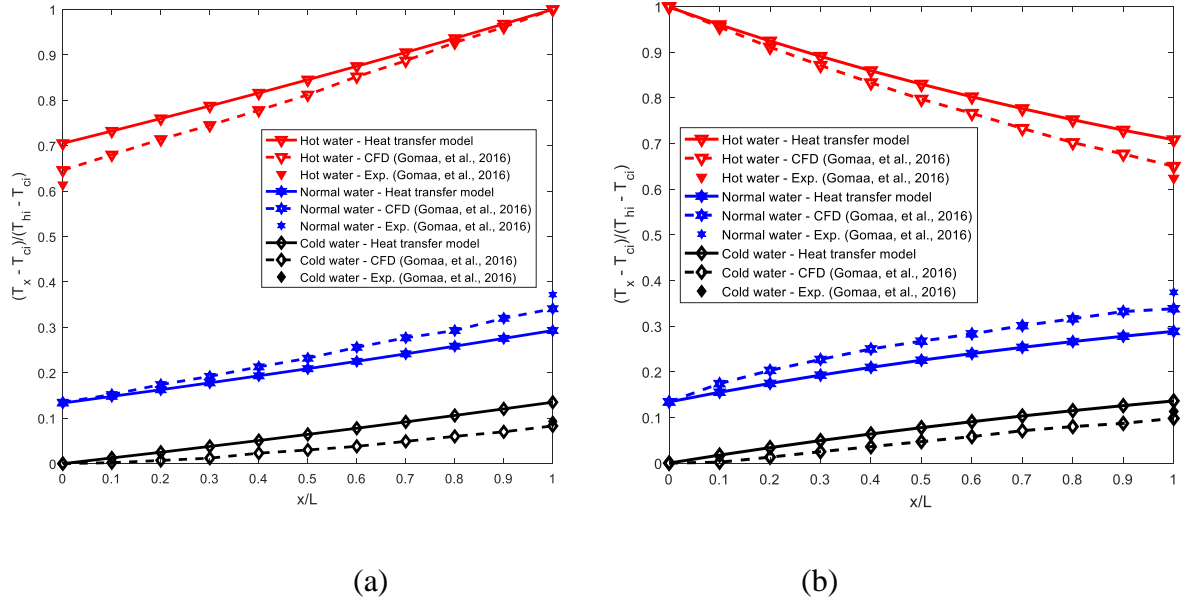 1
0.9
0.8
0.7
0.6
0.5
0.4
0.3
0.2
0.1
0
(T_x - T_ci)/(T_hi - T_ci)
Hot water - Heat transfer model
Hot water - CFD (Gomaa, et al., 2016)
Hot water - Exp. (Gomaa, et al., 2016)
Normal water - Heat transfer model
Normal water - CFD (Gomaa, et al., 2016)
Normal water - Exp. (Gomaa, et al., 2016)
Cold water - Heat transfer model
Cold water - CFD (Gomaa, et al., 2016)
Cold water - Exp. (Gomaa, et al., 2016)
0 0.1 0.2 0.3 0.4 0.5 0.6 0.7 0.8 0.9 1
x/L
(a)
1
0.9
0.8
0.7
0.6
0.5
0.4
0.3
0.2
0.1
0
(T_x - T_ci)/(T_hi - T_ci)
Hot water - Heat transfer model
Hot water - CFD (Gomaa, et al., 2016)
Hot water - Exp. (Gomaa, et al., 2016)
Normal water - Heat transfer model
Normal water - CFD (Gomaa, et al., 2016)
Normal water - Exp. (Gomaa, et al., 2016)
Cold water - Heat transfer model
Cold water - CFD (Gomaa, et al., 2016)
Cold water - Exp. (Gomaa, et al., 2016)
0 0.1 0.2 0.3 0.4 0.5 0.6 0.7 0.8 0.9 1
x/L
(b)